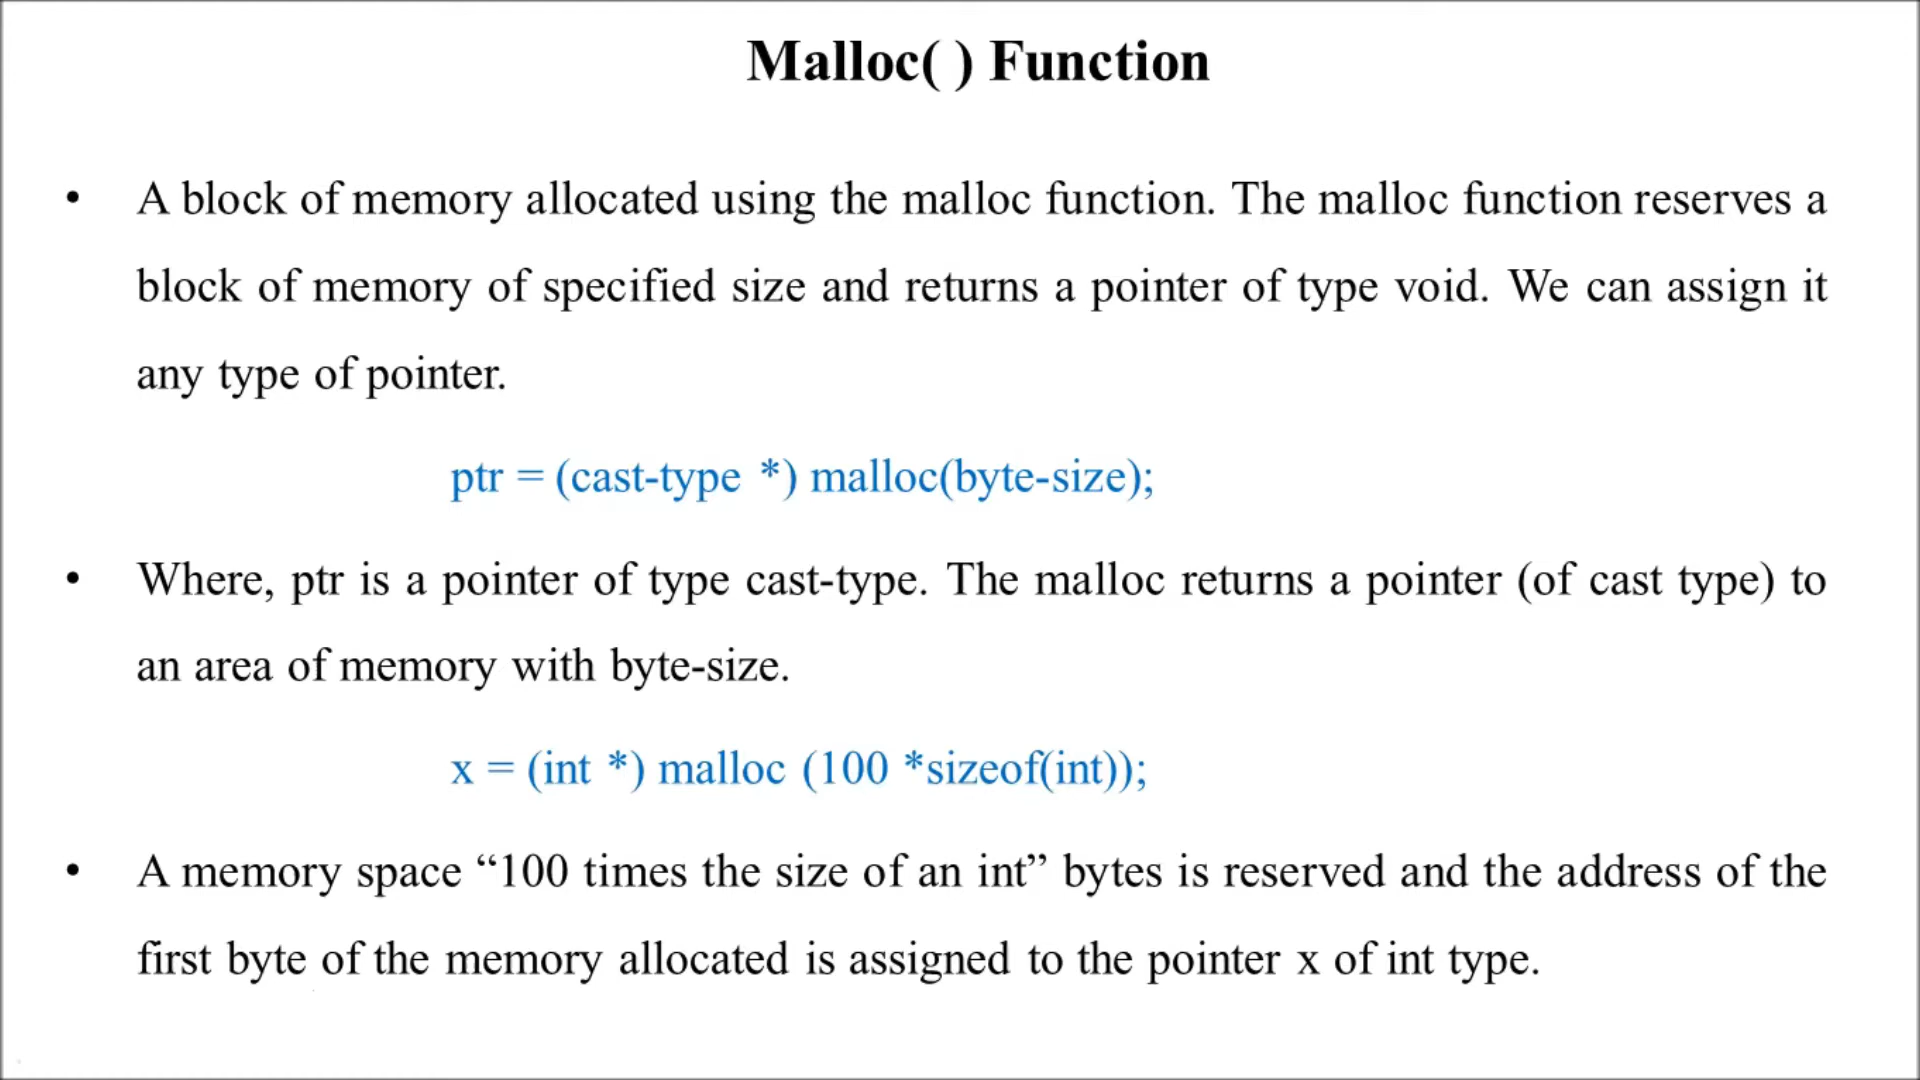 Malloc( ) Function
• A block of memory allocated using the malloc function. The malloc function reserves a
block of memory of specified size and returns a pointer of type void. We can assign it
any type of pointer.
ptr = (cast-type *) malloc(byte-size);
• Where, ptr is a pointer of type cast-type. The malloc returns a pointer (of cast type) to
an area of memory with byte-size.
x = (int *) malloc (100 *sizeof(int));
• A memory space “100 times the size of an int” bytes is reserved and the address of the
first byte of the memory allocated is assigned to the pointer x of int type.